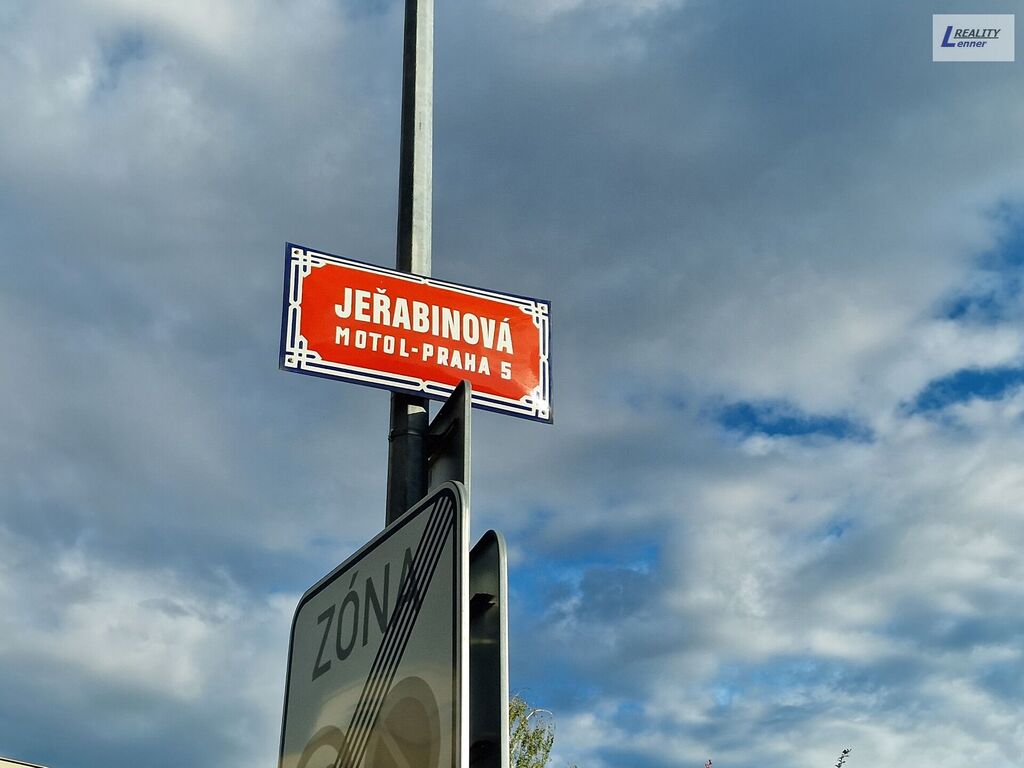 REALITY
Lenner
JEŘABINOVÁ
MOTOL-PRAHA 5
ZÓNA